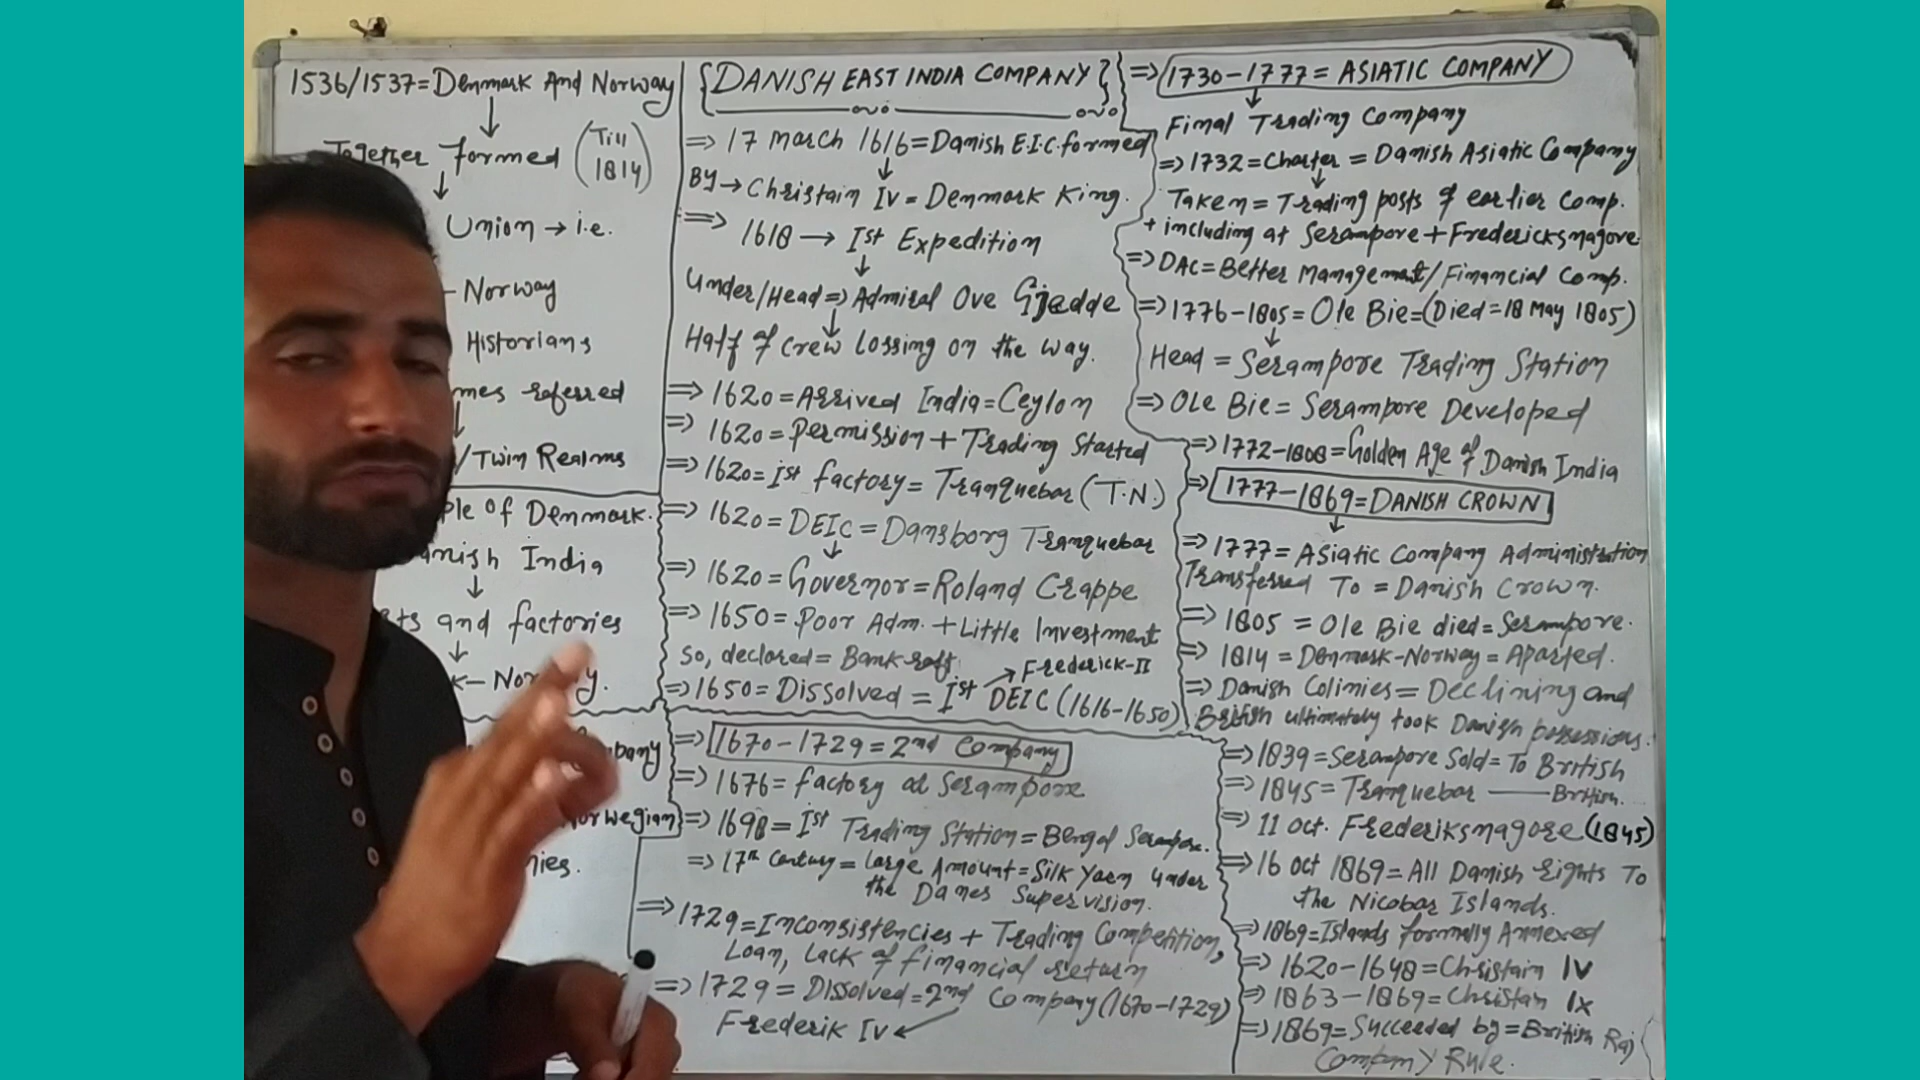 1536/1537=Denmark And Norway
Together formed (Till 1814)
Union → i.e.
- Norway
Historians
mes referred
/Twin Realms
ple of Denmark.
anish India
ts and factories
k- Norway.
mpany
orwegian
nies.
{DANISH EAST INDIA COMPANY}
⇒ 17 March 1616=Danish E.I.C. formed
By → Christain IV = Denmark King.
⇒ 1618 → Ist Expedition
Under/Head ⇒ Admiral Ove Gjedde
Half of crew lossing on the way.
⇒ 1620 = Arrived India = Ceylon
⇒ 1620 = Permission + Trading Started
⇒ 1620 = Ist factory = Tranquebar (T.N.)
⇒ 1620 = DEIC = Dansborg Tranquebar
⇒ 1620 = Governor = Roland Crappe
⇒ 1650 = Poor Adm. + Little Investment
so, declared = Bankraft.
→ Frederick-II
⇒ 1650 = Dissolved = Ist DEIC (1616-1650)
⇒ 1670-1729 = 2nd Company
⇒ 1676 = factory at Serampore
⇒ 1698 = Ist Trading Station = Bengal Serampore.
⇒ 17th Century = large Amount = Silk Yaen under
the Danes Supervision.
⇒ 1729 = Inconsistencies + Trading Competition,
Loan, Lack of financial return
⇒ 1729 = Dissolved = 2nd Company (1670-1729)
Frederik IV ←
⇒ 1730-1777 = ASIATIC COMPANY
Final Trading Company
⇒ 1732 = Charter = Danish Asiatic Company
Taken = Trading posts of earlier Comp.
+ including at Serampore + Fredericksnagore
⇒ DAC = Better Management/Financial Comp.
⇒ 1776-1805 = Ole Bie = (Died = 18 May 1805)
Head = Serampore Trading Station
⇒ Ole Bie = Serampore Developed
⇒ 1772-1808 = Golden Age of Danish India
⇒ 1777-1869 = DANISH CROWN
⇒ 1777 = Asiatic Company Administration
Transferred To = Danish Crown.
⇒ 1805 = Ole Bie died = Serampore.
⇒ 1814 = Denmark-Norway = Aparted.
⇒ Danish Colinies = Declining and
British ultimately took Danish possessions.
⇒ 1839 = Serampore Sold = To British
⇒ 1845 = Tranquebar — British.
⇒ 11 oct. Frederiksnagore (1845)
⇒ 16 oct 1869 = All Danish rights To
the Nicobar Islands.
⇒ 1869 = Islands formally Annexed
⇒ 1620-1648 = Christain IV
⇒ 1863-1869 = Christan IX
⇒ 1869 = Succeeded by = British Raj
Company Rule.